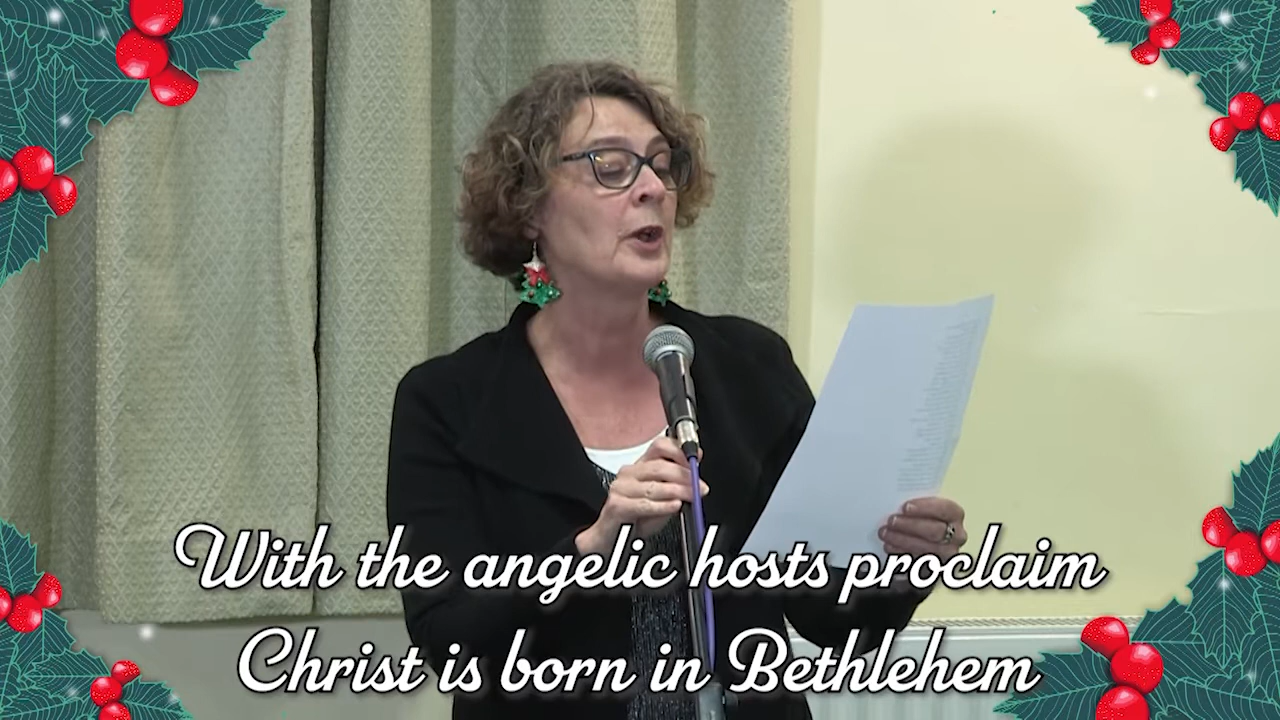 With the angelic hosts proclaim
Christ is born in Bethlehem